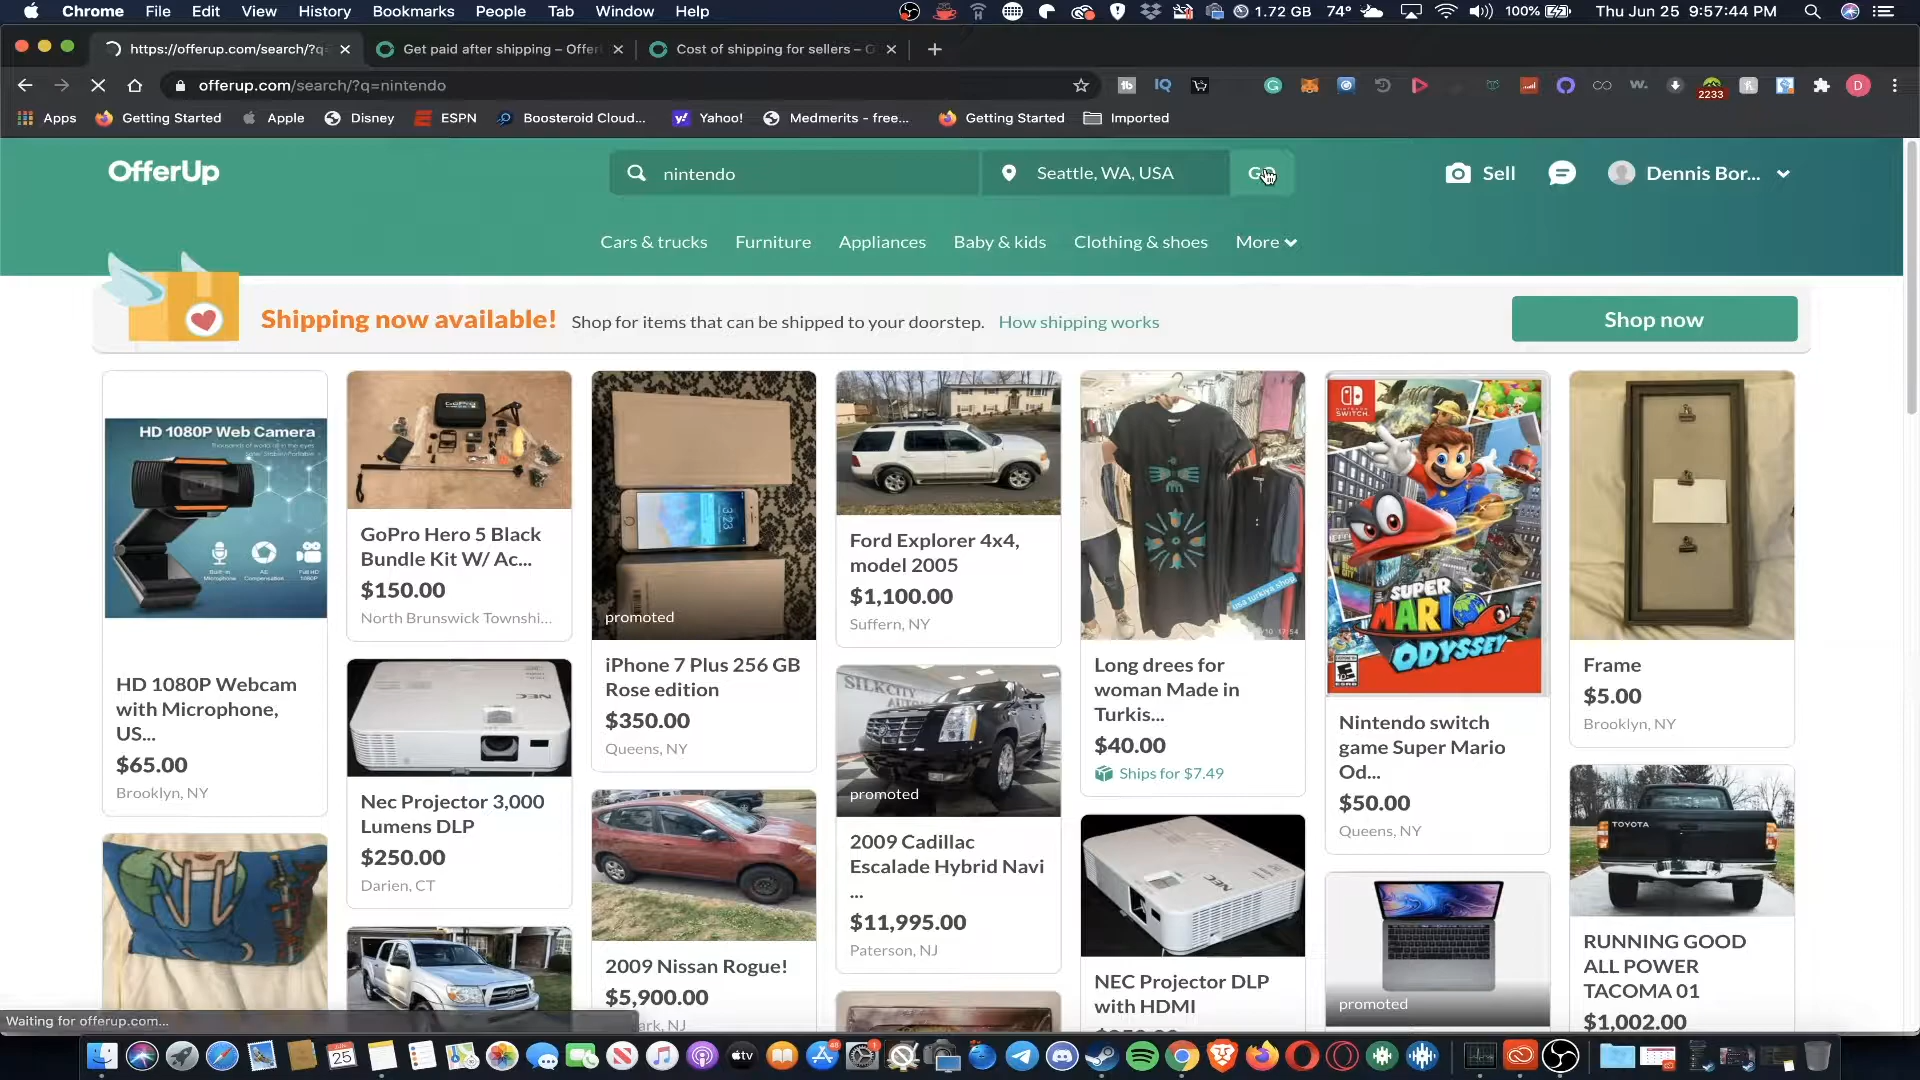 Chrome File Edit View History Bookmarks People Tab Window Help 1.72 GB 74° 100% Thu Jun 25 9:57:44 PM
https://offerup.com/search/?q= Get paid after shipping – Offer Cost of shipping for sellers –
offerup.com/search/?q=nintendo
2233
Apps Getting Started Apple Disney ESPN Boosteroid Cloud... Yahoo! Medmerits - free... Getting Started Imported
OfferUp nintendo Seattle, WA, USA Sell Dennis Bor...
Cars & trucks Furniture Appliances Baby & kids Clothing & shoes More
Shipping now available! Shop for items that can be shipped to your doorstep. How shipping works Shop now
HD 1080P Web Camera
HD 1080P Webcam
with Microphone,
US...
$65.00
Brooklyn, NY
GoPro Hero 5 Black
Bundle Kit W/ Ac...
$150.00
North Brunswick Townshi...
NEC
Nec Projector 3,000
Lumens DLP
$250.00
Darien, CT
3:23
promoted
iPhone 7 Plus 256 GB
Rose edition
$350.00
Queens, NY
2009 Nissan Rogue!
$5,900.00
ark, NJ
Ford Explorer 4x4,
model 2005
$1,100.00
Suffern, NY
SILKCITY
promoted
2009 Cadillac
Escalade Hybrid Navi
...
$11,995.00
Paterson, NJ
usa turkiya shop
Long drees for
woman Made in
Turkis...
$40.00
Ships for $7.49
NEC
NEC Projector DLP
with HDMI
SUPER
MARIO
ODYSSEY
Nintendo switch
game Super Mario
Od...
$50.00
Queens, NY
promoted
Frame
$5.00
Brooklyn, NY
TOYOTA
RUNNING GOOD
ALL POWER
TACOMA 01
$1,002.00
Waiting for offerup.com...